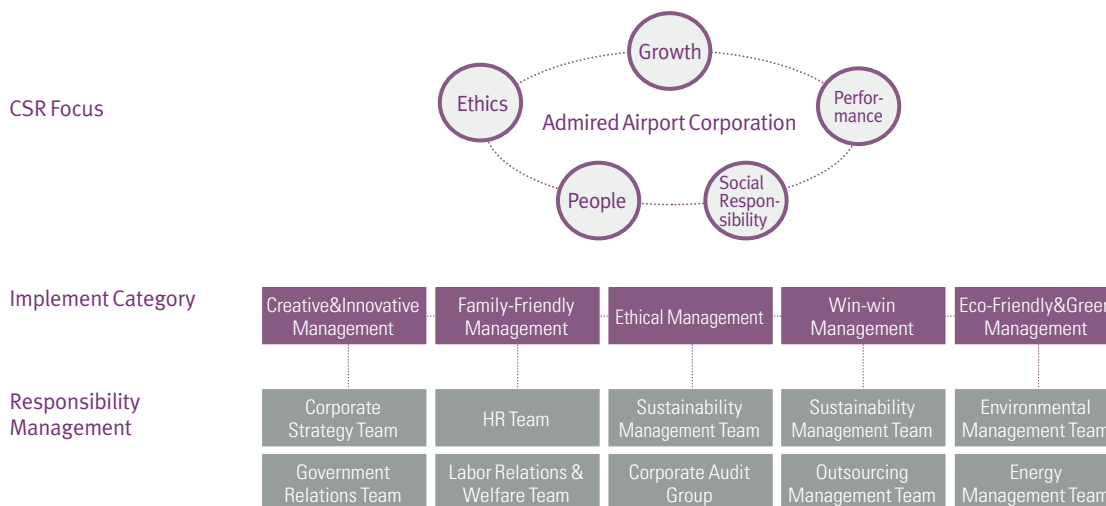 CSR Focus
Growth
Ethics
Perfor-
mance
Admired Airport Corporation
People
Social
Respon-
sibility
Implement Category
Creative&Innovative
Management
Family-Friendly
Management
Ethical Management
Win-win
Management
Eco-Friendly&Green
Management
Responsibility
Management
Corporate
Strategy Team
HR Team
Sustainability
Management Team
Sustainability
Management Team
Environmental
Management Team
Government
Relations Team
Labor Relations &
Welfare Team
Corporate Audit
Group
Outsourcing
Management Team
Energy
Management Team